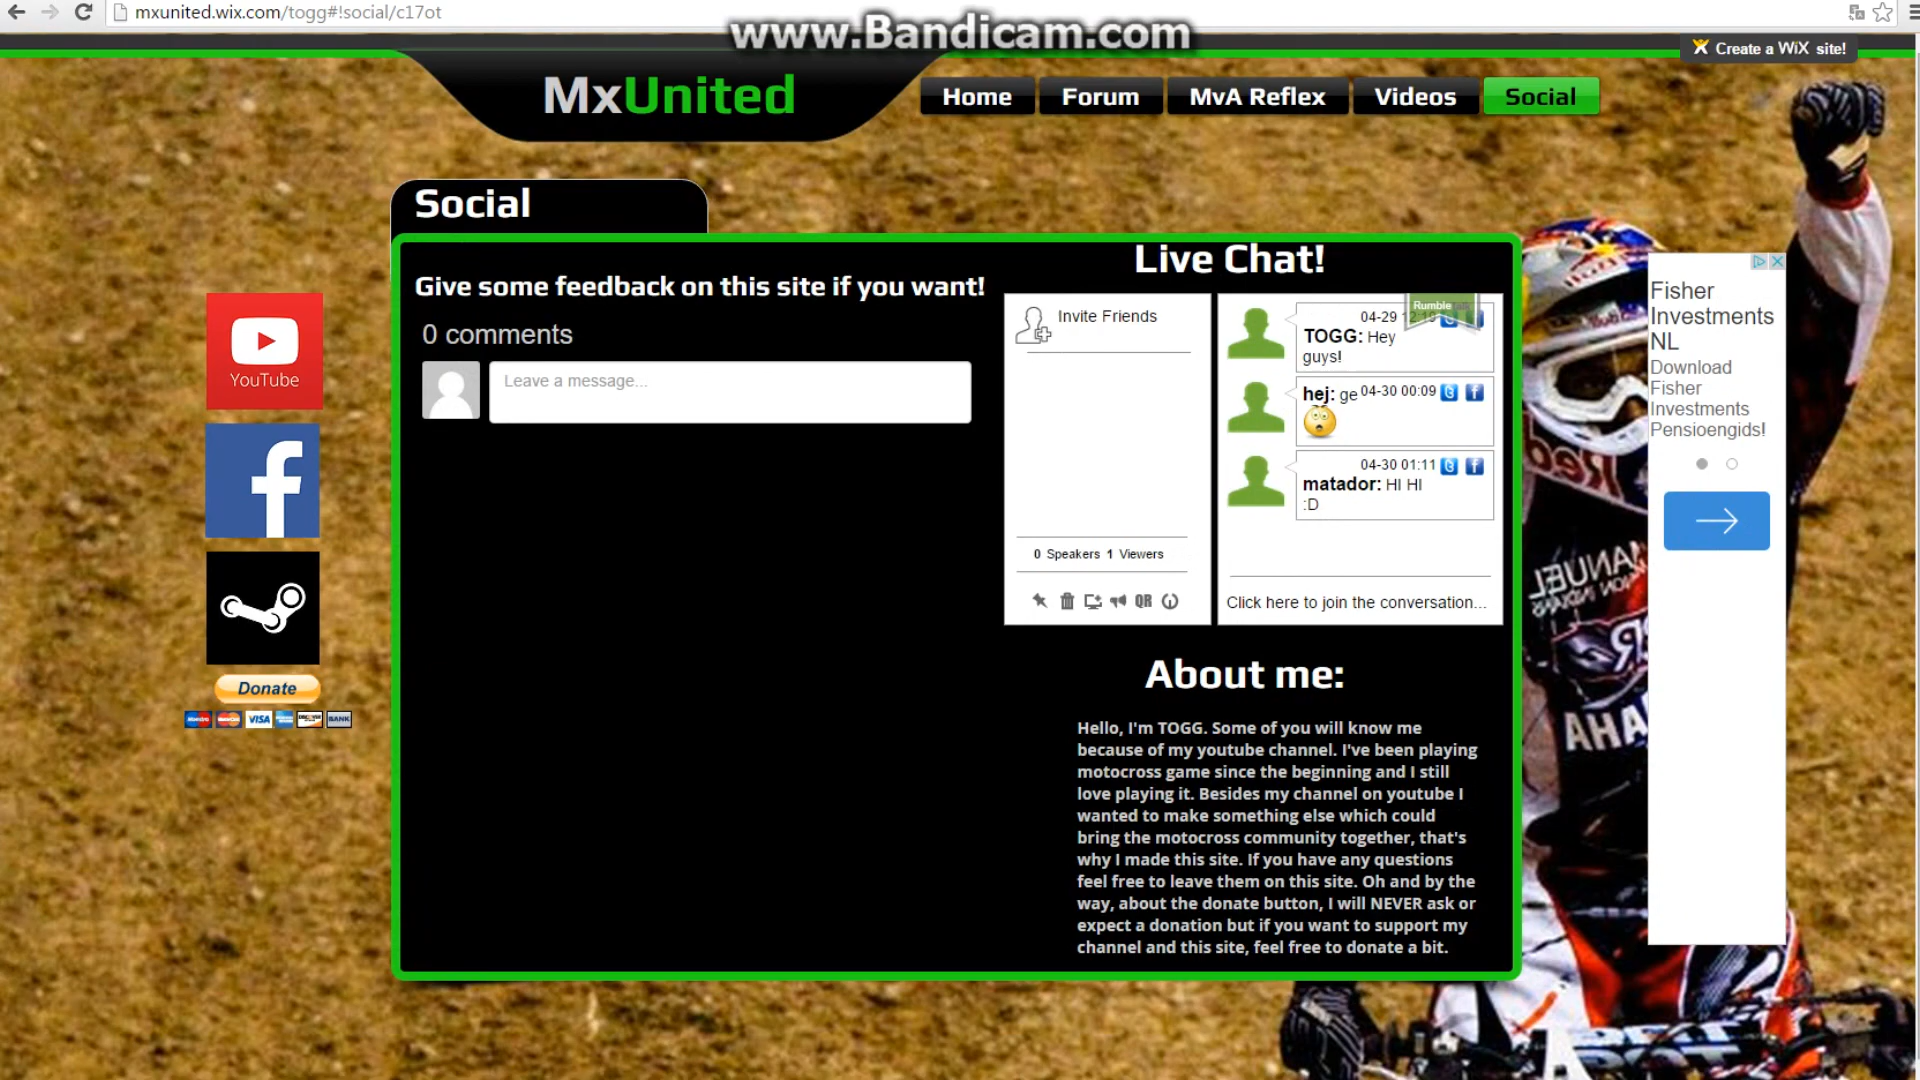 mxunited.wix.com/togg#!social/c17ot
www.Bandicam.com
Create a WiX site!
MxUnited
Home
Forum
MvA Reflex
Videos
Social
Social
Give some feedback on this site if you want!
0 comments
Leave a message...
YouTube
Donate
VISA
BANK
Live Chat!
Invite Friends
0 Speakers 1 Viewers
QR
Rumble
04-29 12:19
TOGG: Hey
guys!
hej: ge 04-30 00:09
04-30 01:11
matador: HI HI
:D
Click here to join the conversation...
About me:
Hello, I'm TOGG. Some of you will know me
because of my youtube channel. I've been playing
motocross game since the beginning and I still
love playing it. Besides my channel on youtube I
wanted to make something else which could
bring the motocross community together, that's
why I made this site. If you have any questions
feel free to leave them on this site. Oh and by the
way, about the donate button, I will NEVER ask or
expect a donation but if you want to support my
channel and this site, feel free to donate a bit.
Fisher
Investments
NL
Download
Fisher
Investments
Pensioengids!